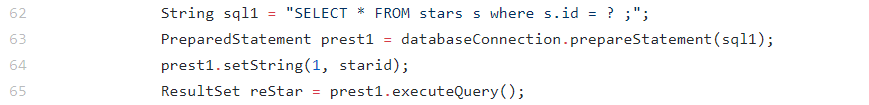 62 String sql1 = "SELECT * FROM stars s where s.id = ? ;";
63 PreparedStatement prest1 = databaseConnection.prepareStatement(sql1);
64 prest1.setString(1, starid);
65 ResultSet reStar = prest1.executeQuery();